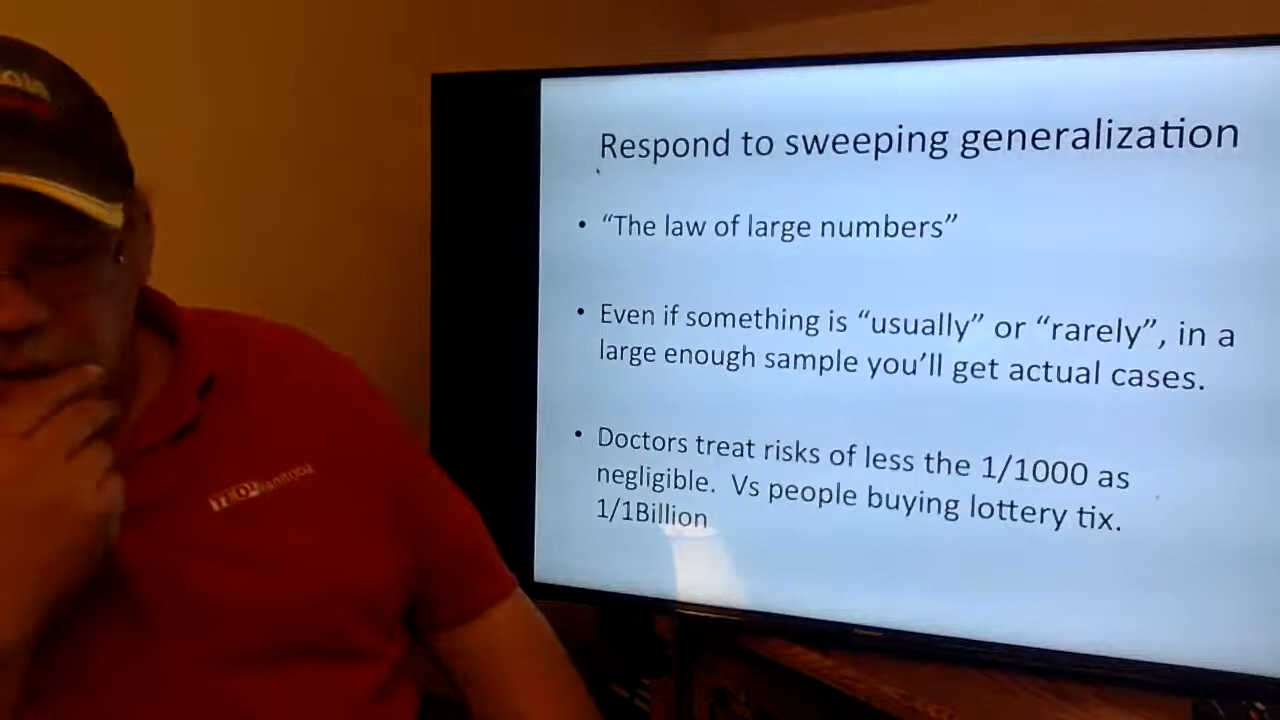 Respond to sweeping generalization
• “The law of large numbers”
• Even if something is “usually” or “rarely”, in a
large enough sample you’ll get actual cases.
• Doctors treat risks of less the 1/1000 as
negligible. Vs people buying lottery tix.
1/1Billion